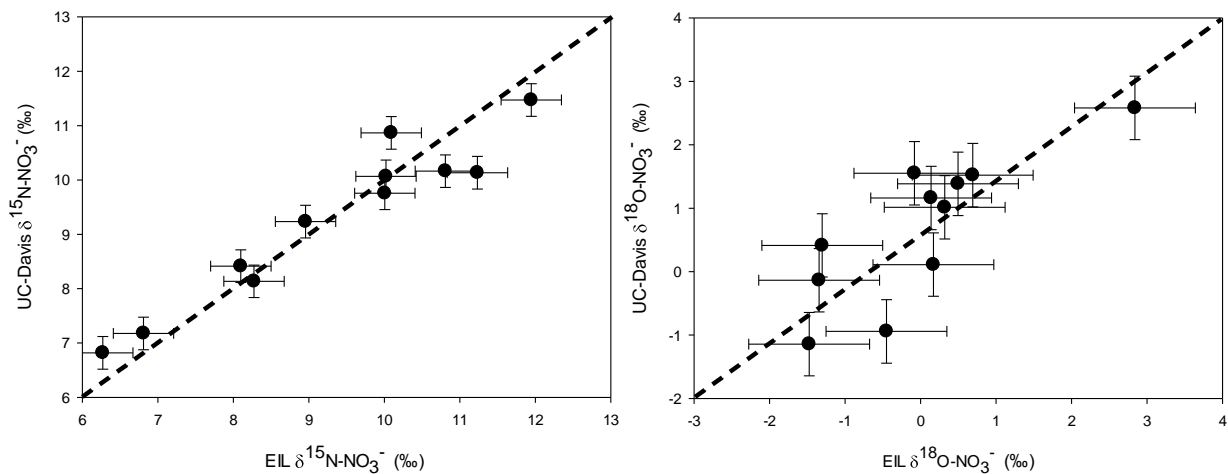 13
12
11
10
9
8
7
6
6 7 8 9 10 11 12 13
UC-Davis δ¹⁵N-NO₃⁻ (‰)
EIL δ¹⁵N-NO₃⁻ (‰)
4
3
2
1
0
-1
-2
-3 -2 -1 0 1 2 3 4
UC-Davis δ¹⁸O-NO₃⁻ (‰)
EIL δ¹⁸O-NO₃⁻ (‰)